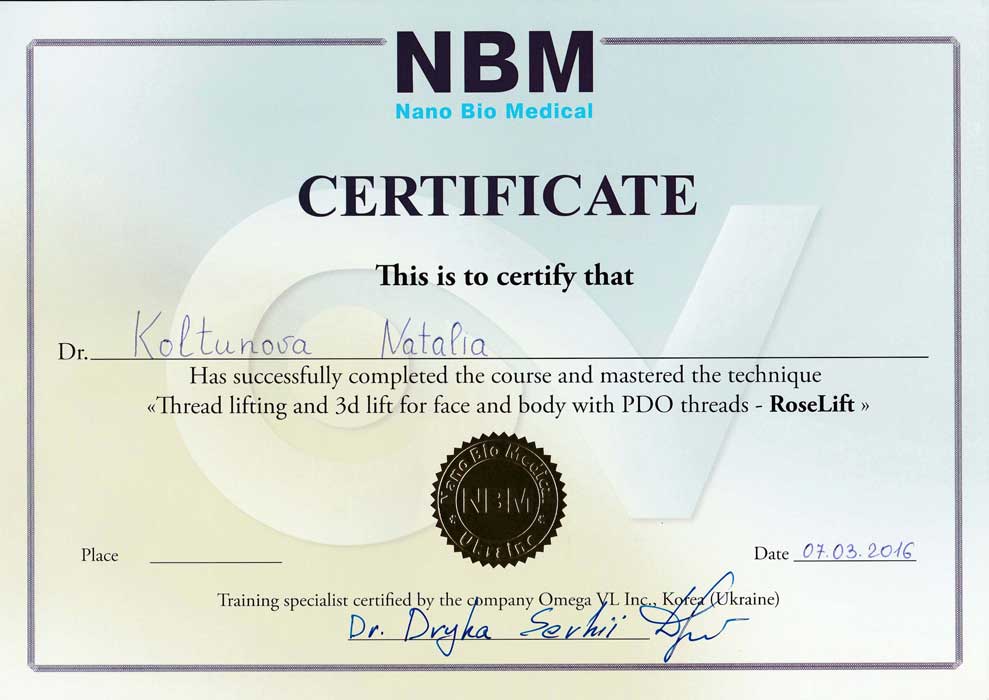 NBM
Nano Bio Medical
CERTIFICATE
This is to certify that
Dr. Koltunova Natalia
Has successfully completed the course and mastered the technique
«Thread lifting and 3d lift for face and body with PDO threads - RoseLift »
Nano Bio Medical
NBM
Ukraine
Place
Date 07.03.2016
Training specialist certified by the company Omega VL Inc., Korea (Ukraine)
Dr. Dryha Serhii